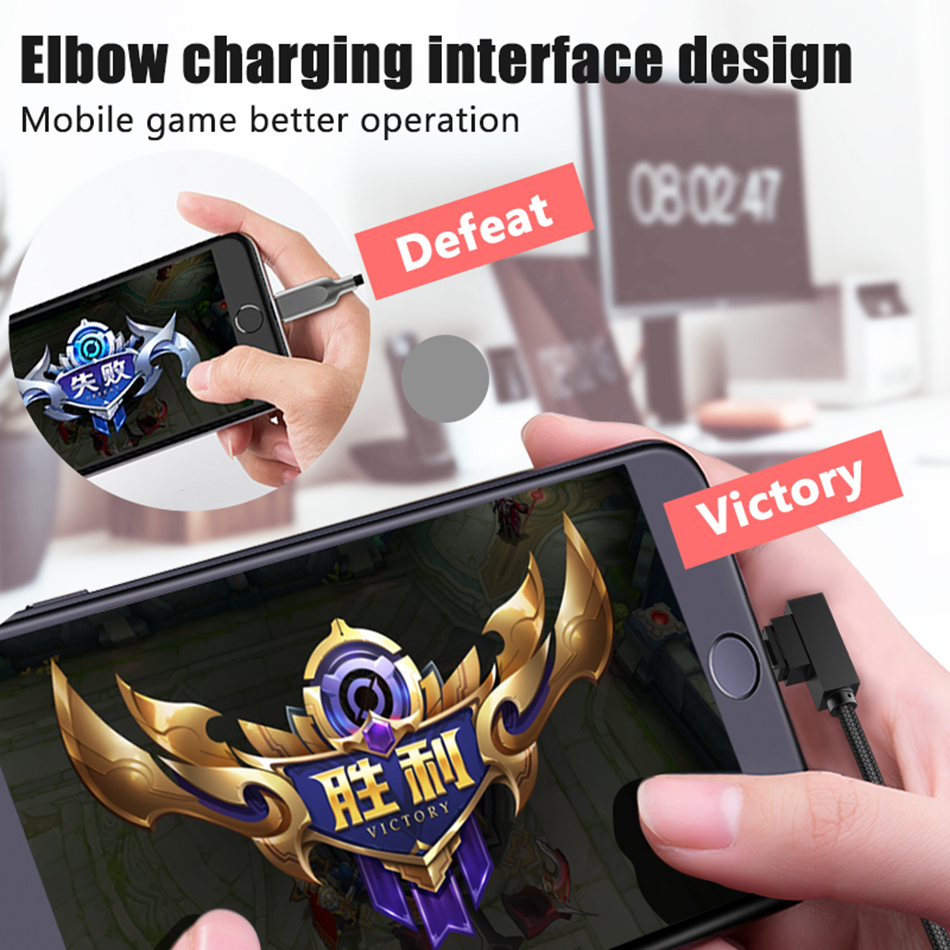 Elbow charging interface design
Mobile game better operation
08:02:47
Defeat
失败
Victory
胜利
VICTORY